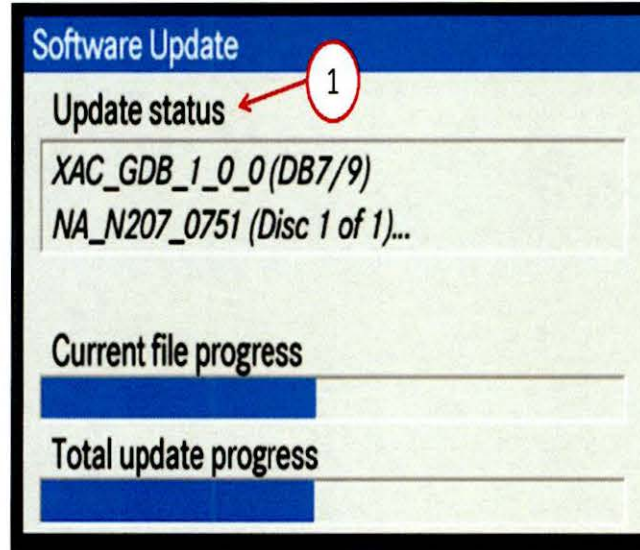 Software Update
1
Update status
XAC_GDB_1_0_0(DB7/9)
NA_N207_0751 (Disc 1 of 1)...
Current file progress
Total update progress